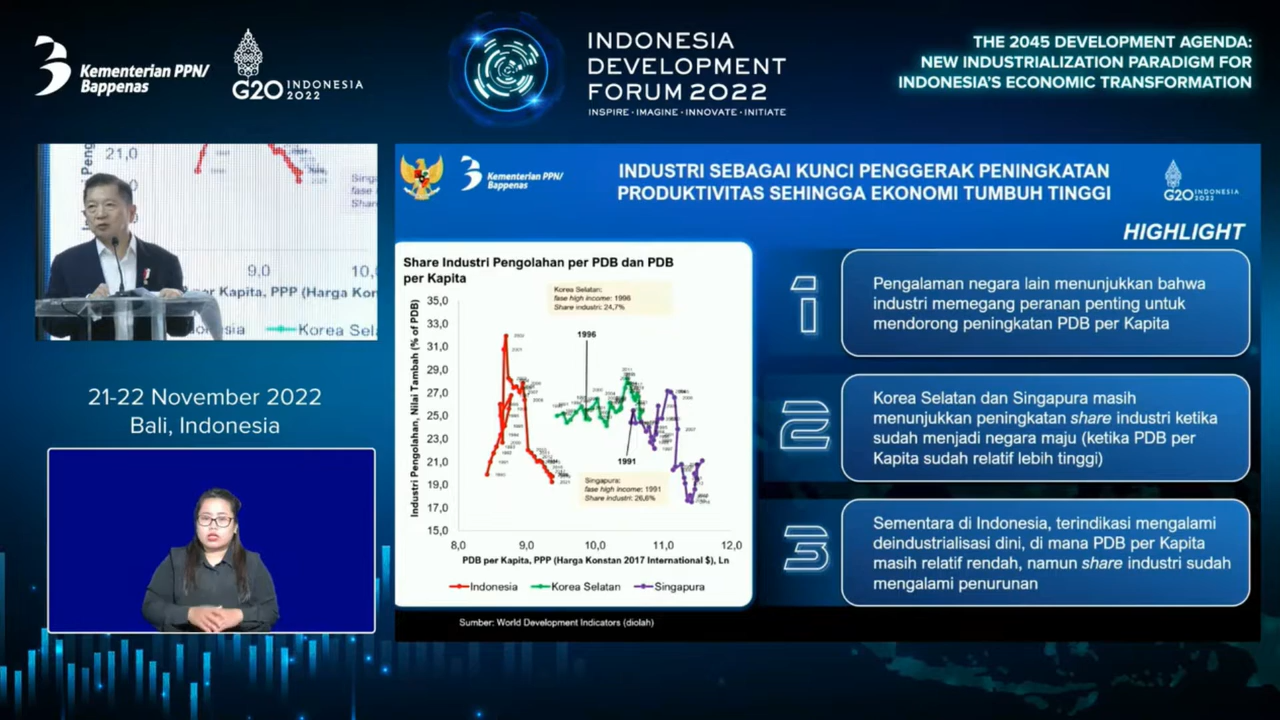 Kementerian PPN/
Bappenas
G20 INDONESIA
2022
INDONESIA
DEVELOPMENT
FORUM 2022
INSPIRE · IMAGINE · INNOVATE · INITIATE
THE 2045 DEVELOPMENT AGENDA:
NEW INDUSTRIALIZATION PARADIGM FOR
INDONESIA'S ECONOMIC TRANSFORMATION
21,0
9,0
10,
er Kapita, PPP (Harga Kon
Korea Sela
21-22 November 2022
Bali, Indonesia
Kementerian PPN/
Bappenas
INDUSTRI SEBAGAI KUNCI PENGGERAK PENINGKATAN
PRODUKTIVITAS SEHINGGA EKONOMI TUMBUH TINGGI
G20 INDONESIA
2022
HIGHLIGHT
Share Industri Pengolahan per PDB dan PDB
per Kapita
Korea Selatan:
fase high income: 1996
Share industri: 24,7%
Industri Pengolahan, Nilai Tambah (% of PDB)
35,0
33,0
31,0
29,0
27,0
25,0
23,0
21,0
19,0
17,0
15,0
1996
1991
Singapura:
fase high income: 1991
Share industri: 26,6%
8,0 9,0 10,0 11,0 12,0
PDB per Kapita, PPP (Harga Konstan 2017 International $), Ln
Indonesia Korea Selatan Singapura
Sumber: World Development Indicators (diolah)
1
Pengalaman negara lain menunjukkan bahwa
industri memegang peranan penting untuk
mendorong peningkatan PDB per Kapita
2
Korea Selatan dan Singapura masih
menunjukkan peningkatan share industri ketika
sudah menjadi negara maju (ketika PDB per
Kapita sudah relatif lebih tinggi)
3
Sementara di Indonesia, terindikasi mengalami
deindustrialisasi dini, di mana PDB per Kapita
masih relatif rendah, namun share industri sudah
mengalami penurunan